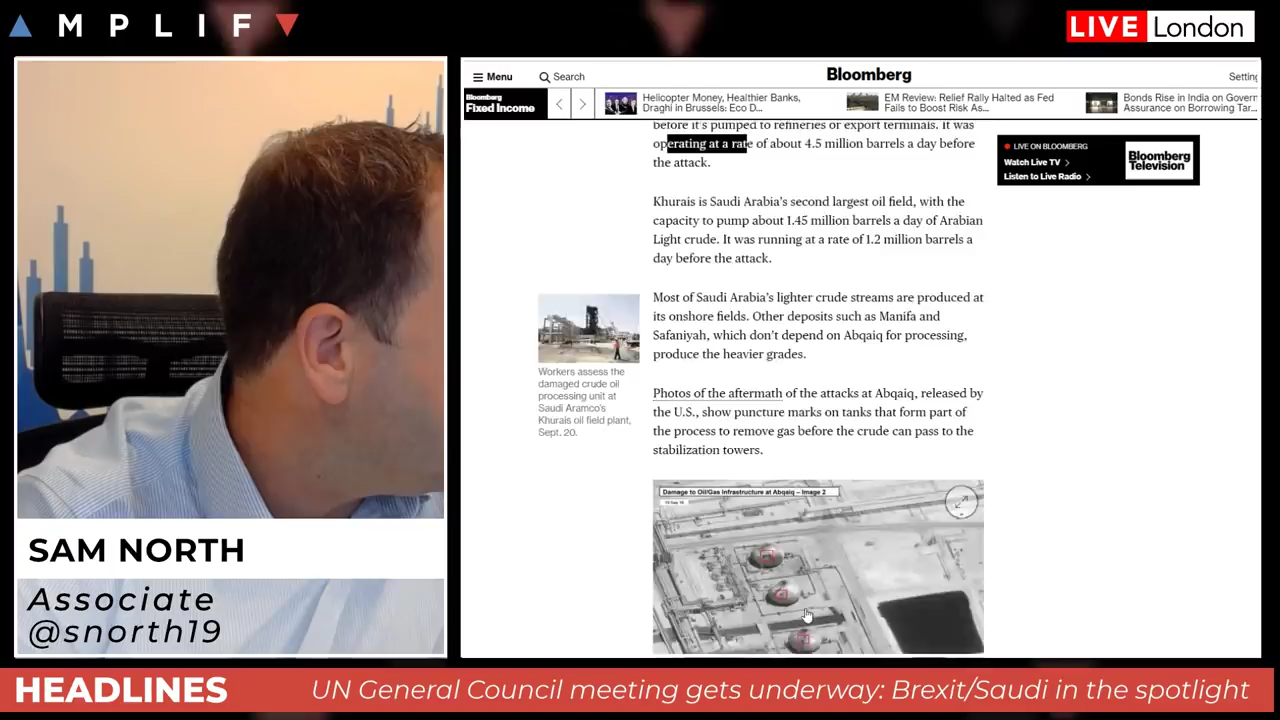 AMPLIFY
LIVE London
Menu
Search
Bloomberg
Settin
Bloomberg
Fixed Income
Helicopter Money, Healthier Banks,
Draghi in Brussels: Eco D...
EM Review: Relief Rally Halted as Fed
Fails to Boost Risk As...
Bonds Rise in India on Govern
Assurance on Borrowing Tar...
before it's pumped to refineries or export terminals. It was
operating at a rate of about 4.5 million barrels a day before
the attack.
LIVE ON BLOOMBERG
Watch Live TV
Listen to Live Radio
Bloomberg
Television
Khurais is Saudi Arabia's second largest oil field, with the
capacity to pump about 1.45 million barrels a day of Arabian
Light crude. It was running at a rate of 1.2 million barrels a
day before the attack.
Most of Saudi Arabia's lighter crude streams are produced at
its onshore fields. Other deposits such as Manifa and
Safaniyah, which don't depend on Abqaiq for processing,
produce the heavier grades.
Workers assess the
damaged crude oil
processing unit at
Saudi Aramco's
Khurais oil field plant,
Sept. 20.
Photos of the aftermath of the attacks at Abqaiq, released by
the U.S., show puncture marks on tanks that form part of
the process to remove gas before the crude can pass to the
stabilization towers.
Damage to Oil/Gas Infrastructure at Abqaiq – Image 2
SAM NORTH
Associate
@snorth19
HEADLINES
UN General Council meeting gets underway: Brexit/Saudi in the spotlight